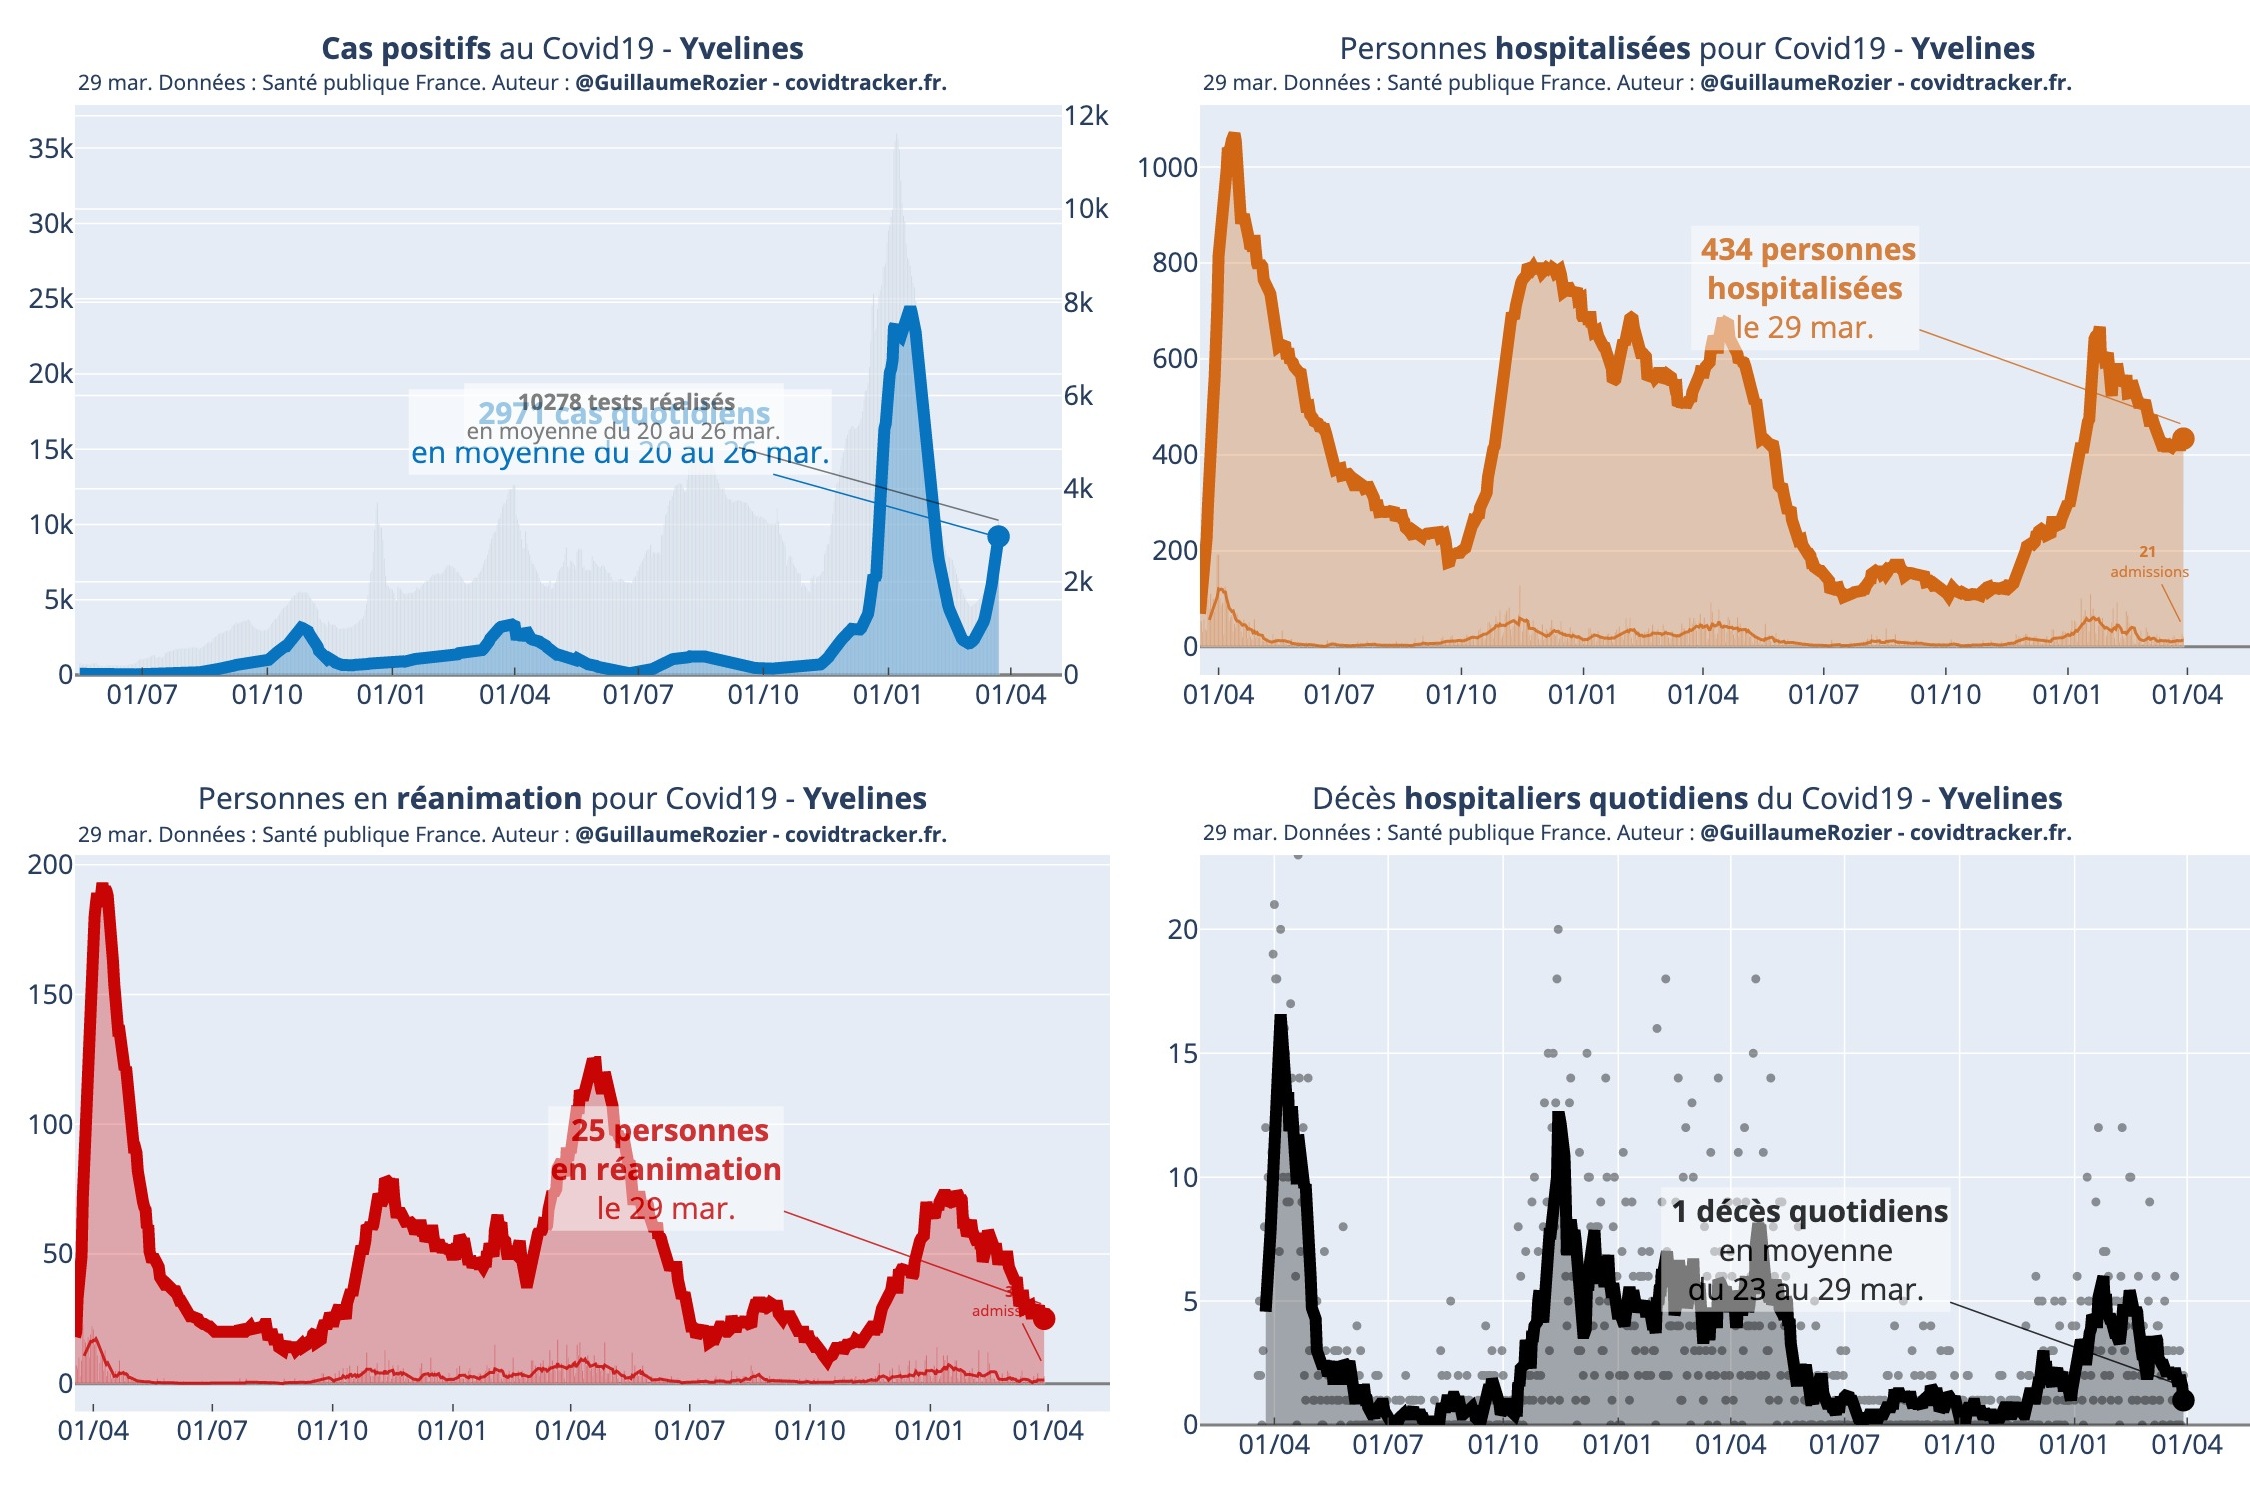 Cas positifs au Covid19 - Yvelines
29 mar. Données : Santé publique France. Auteur : @GuillaumeRozier - covidtracker.fr.
35k
30k
25k
20k
15k
10k
5k
0
12k
10k
8k
6k
4k
2k
0
10278 tests réalisés
en moyenne du 20 au 26 mar.
2971 cas quotidiens
en moyenne du 20 au 26 mar.
01/07 01/10 01/01 01/04 01/07 01/10 01/01 01/04
Personnes hospitalisées pour Covid19 - Yvelines
29 mar. Données : Santé publique France. Auteur : @GuillaumeRozier - covidtracker.fr.
1000
800
600
400
200
0
434 personnes
hospitalisées
le 29 mar.
21
admissions
01/04 01/07 01/10 01/01 01/04 01/07 01/10 01/01 01/04
Personnes en réanimation pour Covid19 - Yvelines
29 mar. Données : Santé publique France. Auteur : @GuillaumeRozier - covidtracker.fr.
200
150
100
50
0
25 personnes
en réanimation
le 29 mar.
01/04 01/07 01/10 01/01 01/04 01/07 01/10 01/01 01/04
Décès hospitaliers quotidiens du Covid19 - Yvelines
29 mar. Données : Santé publique France. Auteur : @GuillaumeRozier - covidtracker.fr.
20
15
10
5
0
1 décès quotidiens
en moyenne
du 23 au 29 mar.
01/04 01/07 01/10 01/01 01/04 01/07 01/10 01/01 01/04